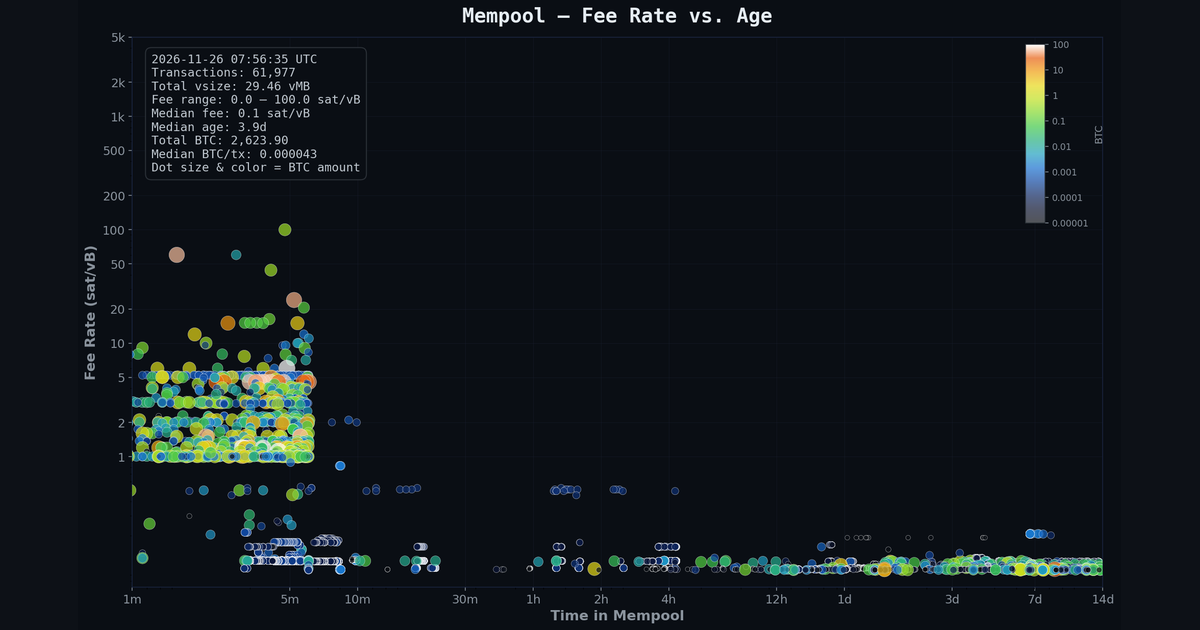 Mempool — Fee Rate vs. Age
2026-11-26 07:56:35 UTC
Transactions: 61,977
Total vsize: 29.46 vMB
Fee range: 0.0 – 100.0 sat/vB
Median fee: 0.1 sat/vB
Median age: 3.9d
Total BTC: 2,623.90
Median BTC/tx: 0.000043
Dot size & color = BTC amount
100
10
1
0.1
0.01
0.001
0.0001
0.00001
BTC
Fee Rate (sat/vB)
5k
2k
1k
500
200
100
50
20
10
5
2
1
1m
5m
10m
30m
1h
2h
4h
12h
1d
3d
7d
14d
Time in Mempool